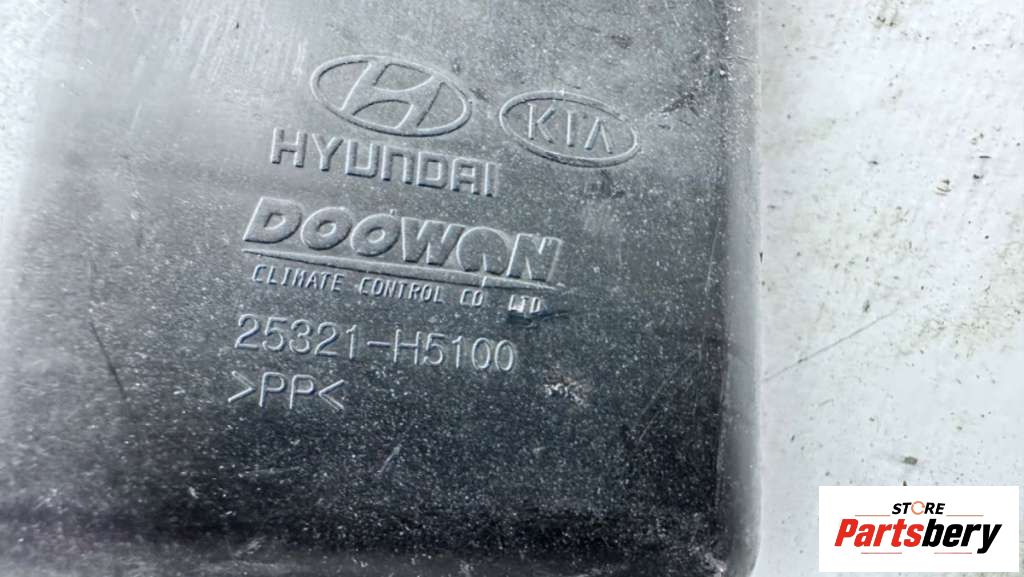 KIA
HYUNDAI
DOOWON
CLIMATE CONTROL CO LTD
25321-H5100
>PP<
STORE
Partsbery